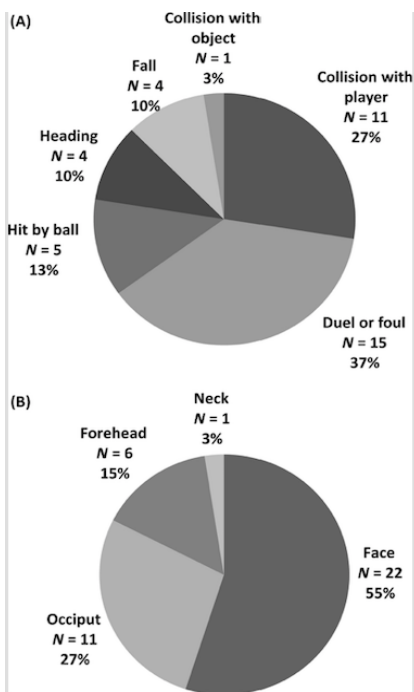 (A)
Collision with
object
N = 1
3%
Fall
N = 4
10%
Collision with
player
N = 11
27%
Heading
N = 4
10%
Hit by ball
N = 5
13%
Duel or foul
N = 15
37%
(B)
Neck
N = 1
3%
Forehead
N = 6
15%
Face
N = 22
55%
Occiput
N = 11
27%